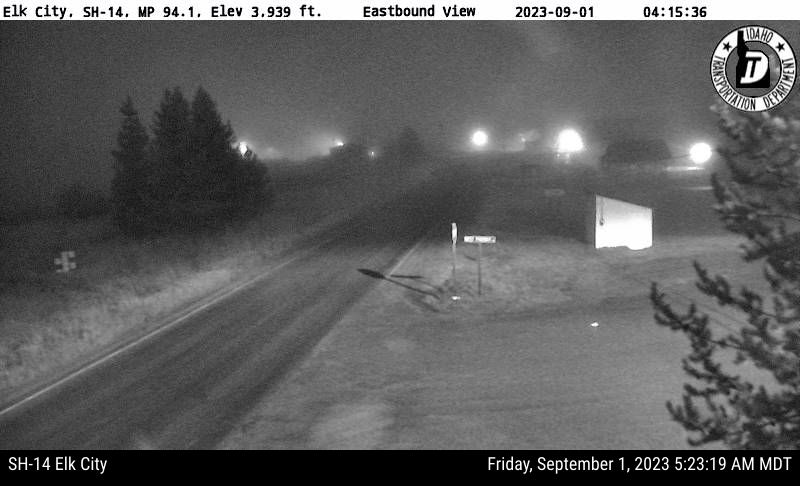 Elk City, SH-14, MP 94.1, Elev 3,939 ft. Eastbound View 2023-09-01 04:15:36
IDAHO
TRANSPORTATION DEPARTMENT
SH-14 Elk City
Friday, September 1, 2023 5:23:19 AM MDT